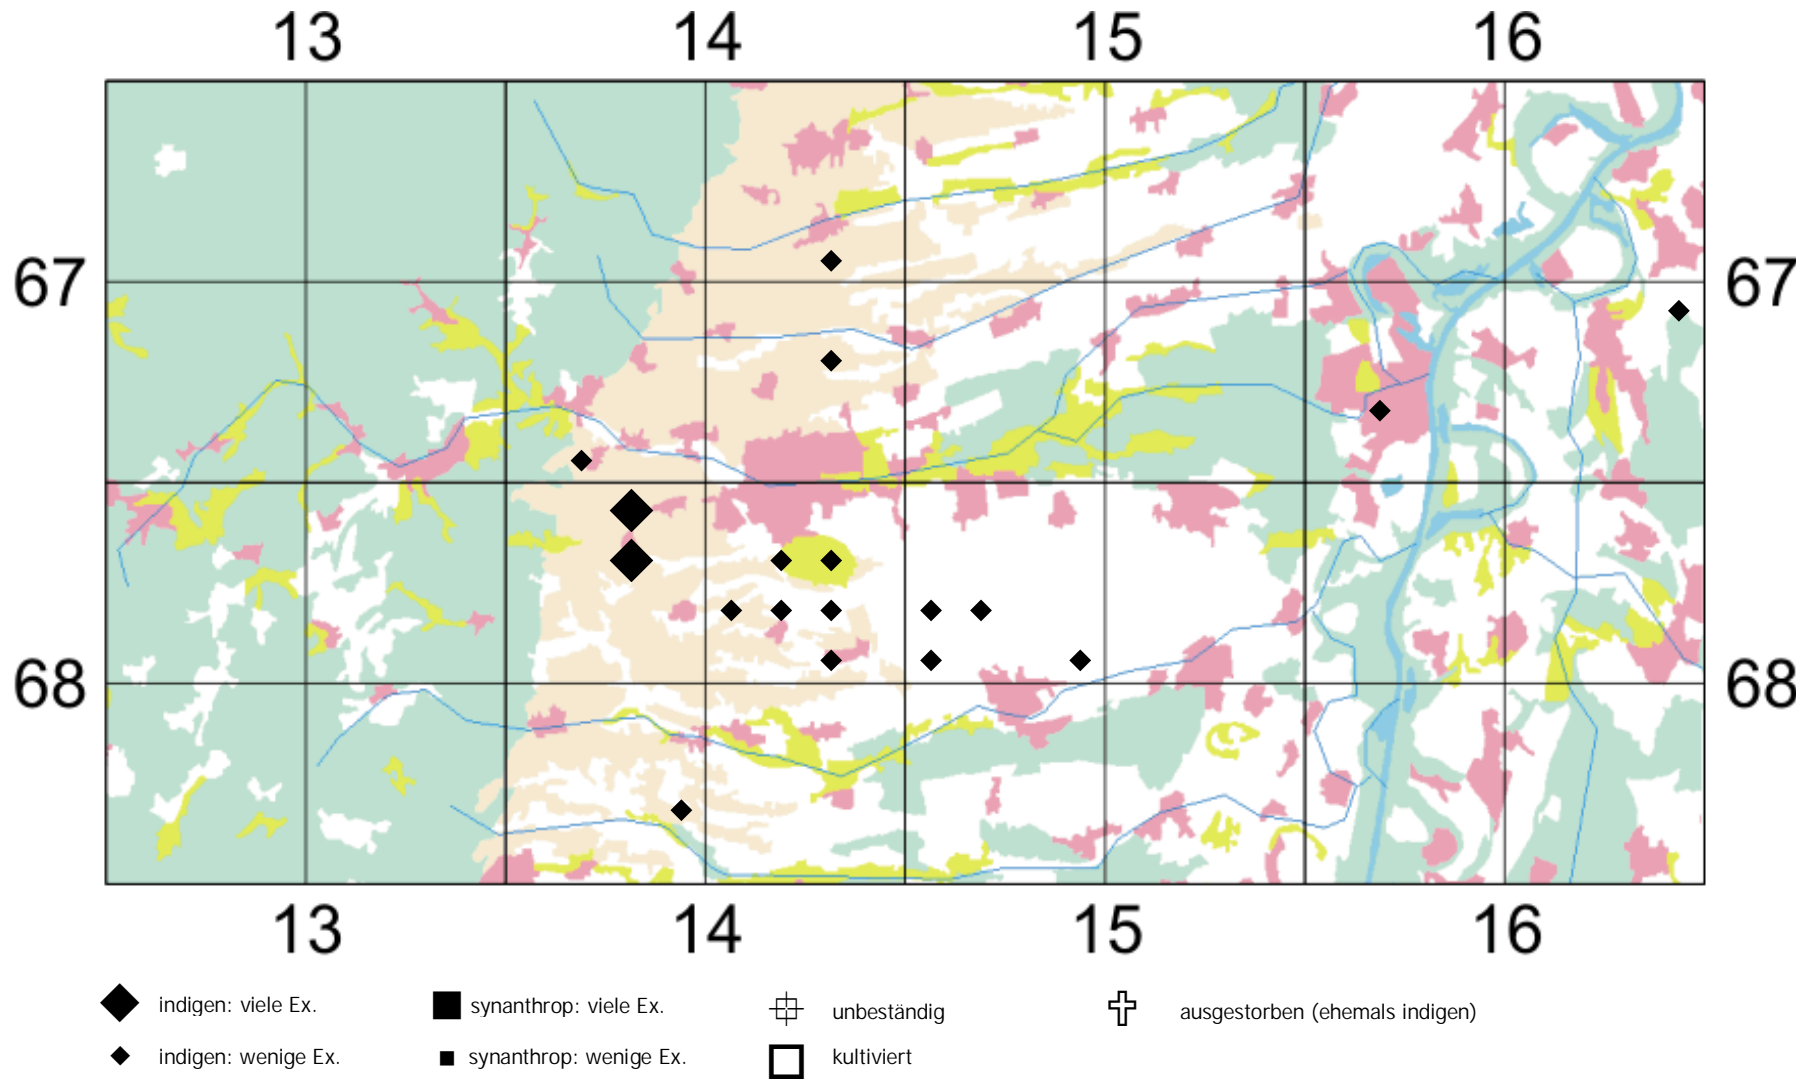 13 14 15 16
67 67
68 68
13 14 15 16
indigen: viele Ex. synanthrop: viele Ex. unbeständig ausgestorben (ehemals indigen)
indigen: wenige Ex. synanthrop: wenige Ex. kultiviert